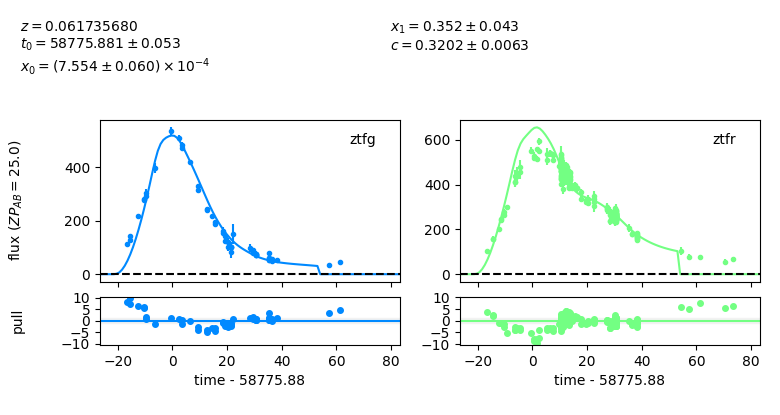 z = 0.061735680
t₀ = 58775.881 ± 0.053
x₀ = (7.554 ± 0.060) × 10⁻⁴
x₁ = 0.352 ± 0.043
c = 0.3202 ± 0.0063
flux (ZP_AB = 25.0)
400
200
0
ztfg
600
400
200
0
ztfr
pull
10
5
0
−5
−10
−20 0 20 40 60 80
time - 58775.88
10
5
0
−5
−10
−20 0 20 40 60 80
time - 58775.88